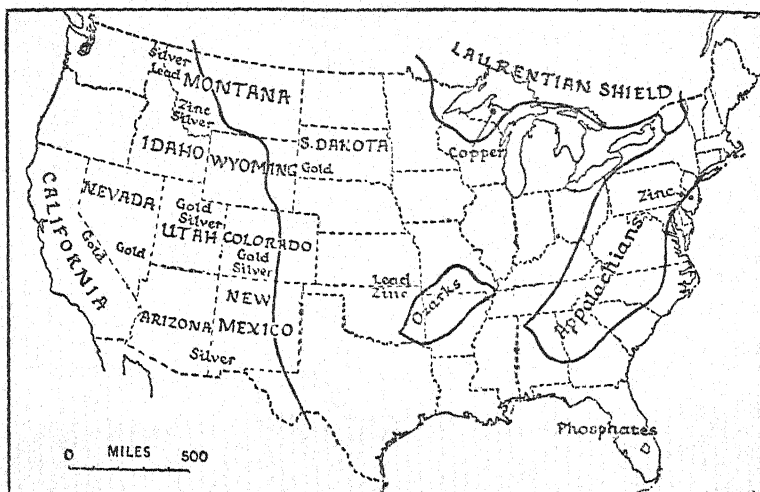 LAURENTIAN SHIELD
Silver
Lead
MONTANA
Zinc
Silver
IDAHO
WYOMING
S. DAKOTA
Gold
Copper
CALIFORNIA
NEVADA
Gold
Gold
Gold
Silver
UTAH
COLORADO
Gold
Silver
Lead
Zinc
Ozarks
Appalachians
Zinc
ARIZONA
NEW
MEXICO
Silver
Phosphates
0 MILES 500